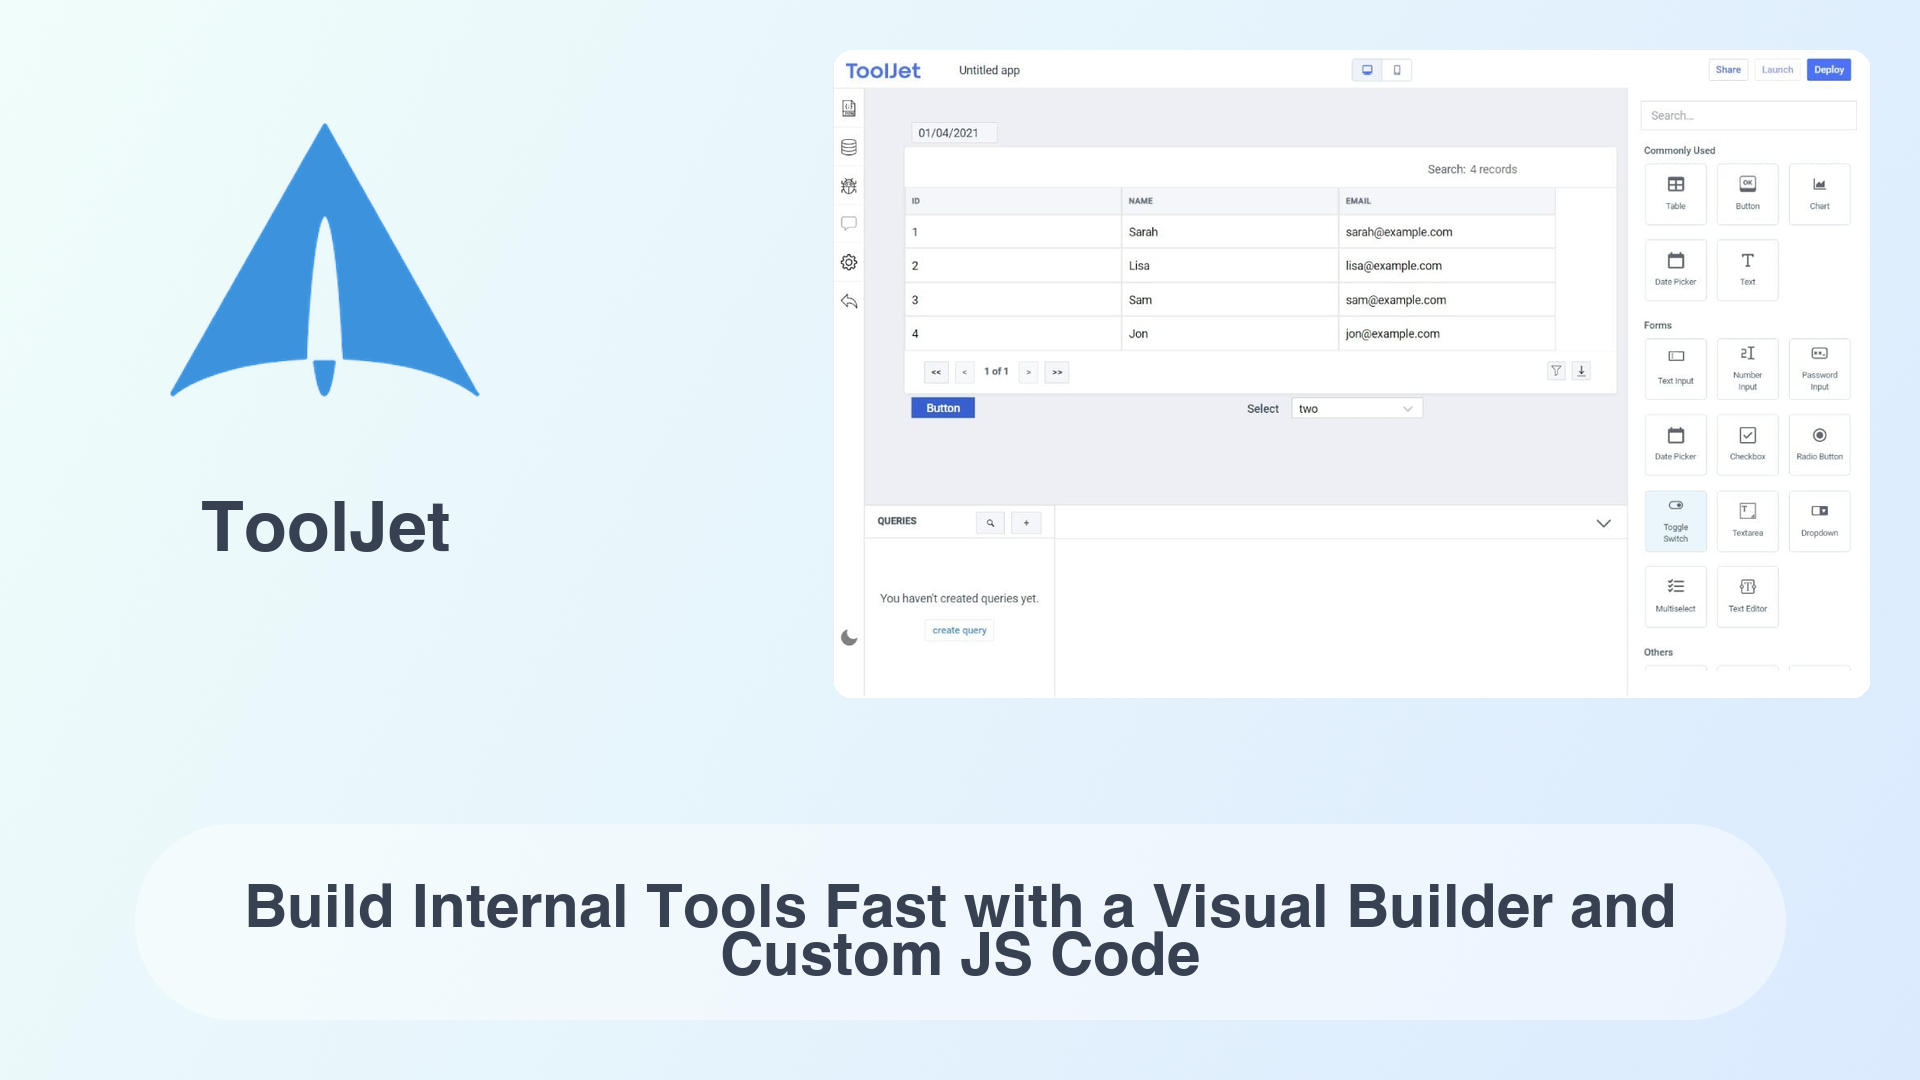 ToolJet
ToolJet
Untitled app
Share
Launch
Deploy
01/04/2021
Search: 4 records
ID NAME EMAIL
1 Sarah sarah@example.com
2 Lisa lisa@example.com
3 Sam sam@example.com
4 Jon jon@example.com
<< < 1 of 1 > >>
Button
Select two
QUERIES
+
You haven't created queries yet.
create query
Search...
Commonly Used
Table
OK
Button
Chart
Date Picker
Text
Forms
Text Input
Number
Input
Password
Input
Date Picker
Checkbox
Radio Button
Toggle
Switch
Textarea
Dropdown
Multiselect
Text Editor
Others
Build Internal Tools Fast with a Visual Builder and
Custom JS Code